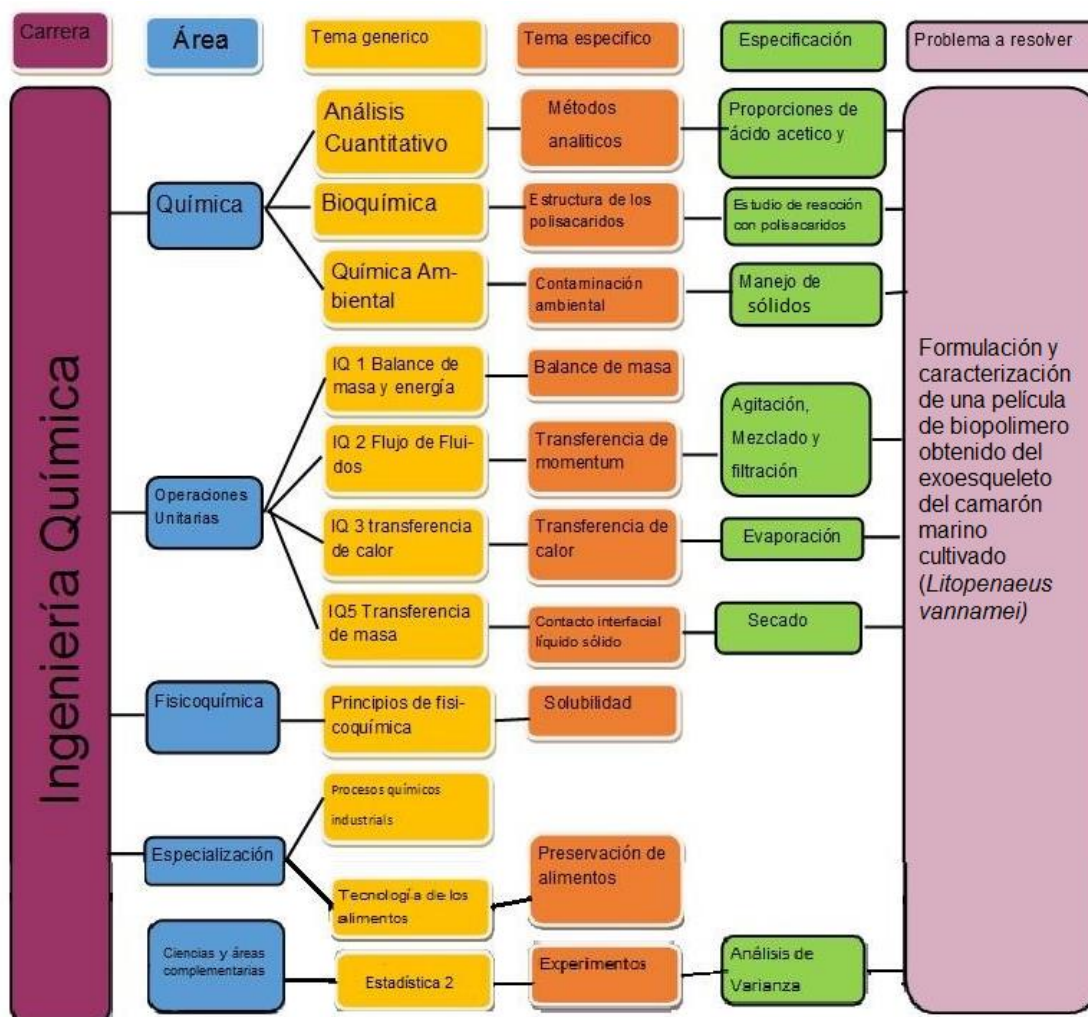 Carrera
Área
Tema generico
Tema especifico
Especificación
Problema a resolver
Ingeniería Química
Química
Análisis
Cuantitativo
Métodos
analiticos
Proporciones de
ácido acetico y
Bioquímica
Estructura de los
polisacaridos
Estudio de reacción
con polisacaridos
Química Am-
biental
Contaminación
ambiental
Manejo de
sólidos
Operaciones
Unitarias
IQ 1 Balance de
masa y energía
Balance de masa
IQ 2 Flujo de Flui-
dos
Transferencia de
momentum
Agitación,
Mezclado y
filtración
IQ 3 transferencia
de calor
Transferencia de
calor
Evaporación
IQ5 Transferencia
de masa
Contacto interfacial
líquido sólido
Secado
Fisicoquímica
Principios de fisi-
coquímica
Solubilidad
Especialización
Procesos químicos
industrials
Tecnología de los
alimentos
Preservación de
alimentos
Ciencias y áreas
complementarias
Estadística 2
Experimentos
Análisis de
Varianza
Formulación y
caracterización
de una película
de biopolimero
obtenido del
exoesqueleto
del camarón
marino
cultivado
(Litopenaeus
vannamei)